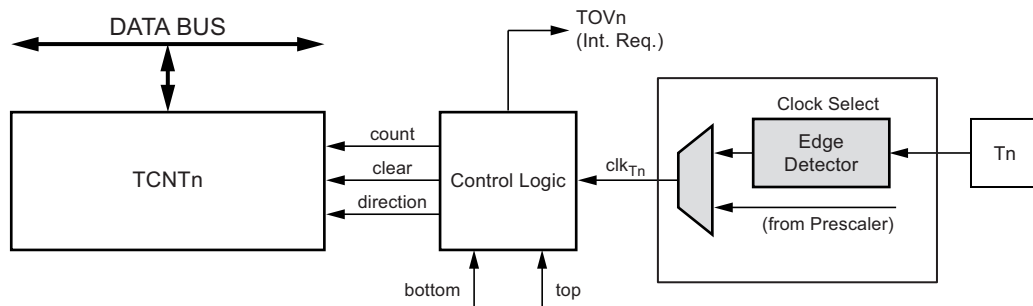 DATA BUS
TOVn
(Int. Req.)
TCNTn
count
clear
direction
Control Logic
clkTn
Clock Select
Edge
Detector
(from Prescaler)
Tn
bottom
top